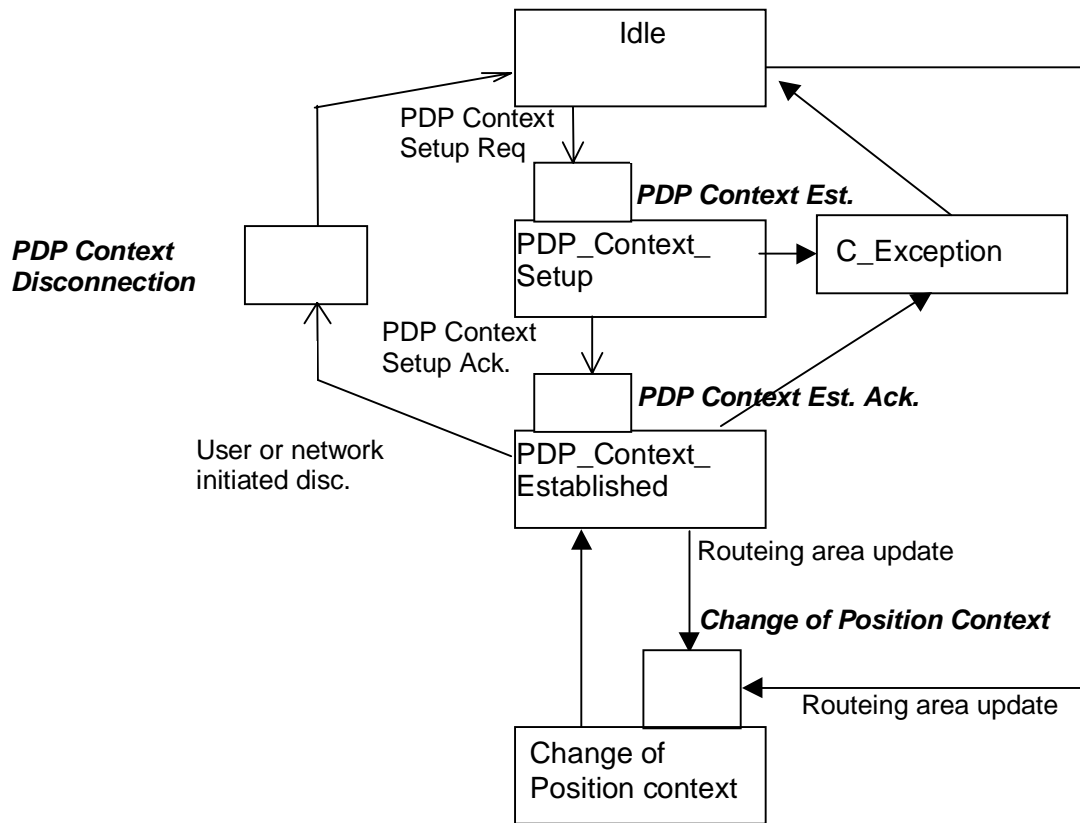 Idle
PDP Context
Setup Req
PDP Context Est.
PDP Context
Disconnection
PDP_Context_
Setup
C_Exception
PDP Context
Setup Ack.
PDP Context Est. Ack.
User or network
initiated disc.
PDP_Context_
Established
Routeing area update
Change of Position Context
Routeing area update
Change of
Position context